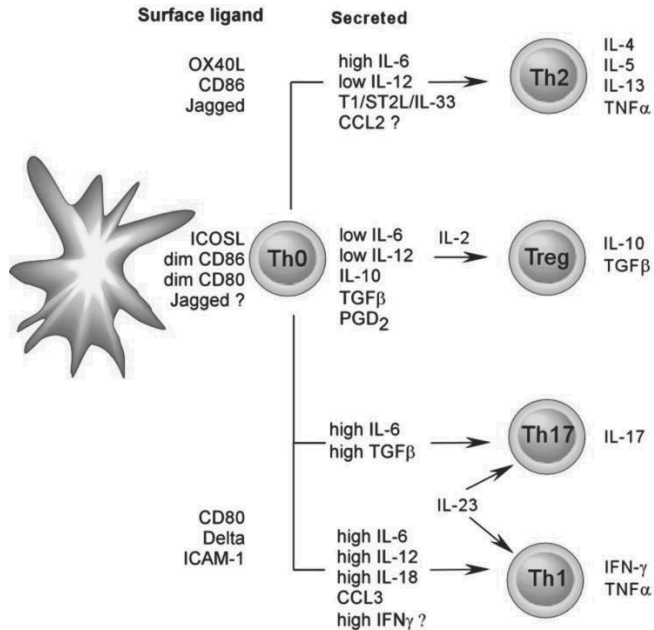 Surface ligand
Secreted
OX40L
CD86
Jagged
high IL-6
low IL-12
T1/ST2L/IL-33
CCL2 ?
Th2
IL-4
IL-5
IL-13
TNFα
ICOSL
dim CD86
dim CD80
Jagged ?
Th0
low IL-6
low IL-12
IL-10
TGFβ
PGD₂
IL-2
Treg
IL-10
TGFβ
high IL-6
high TGFβ
Th17
IL-17
IL-23
CD80
Delta
ICAM-1
high IL-6
high IL-12
high IL-18
CCL3
high IFNγ ?
Th1
IFN-γ
TNFα